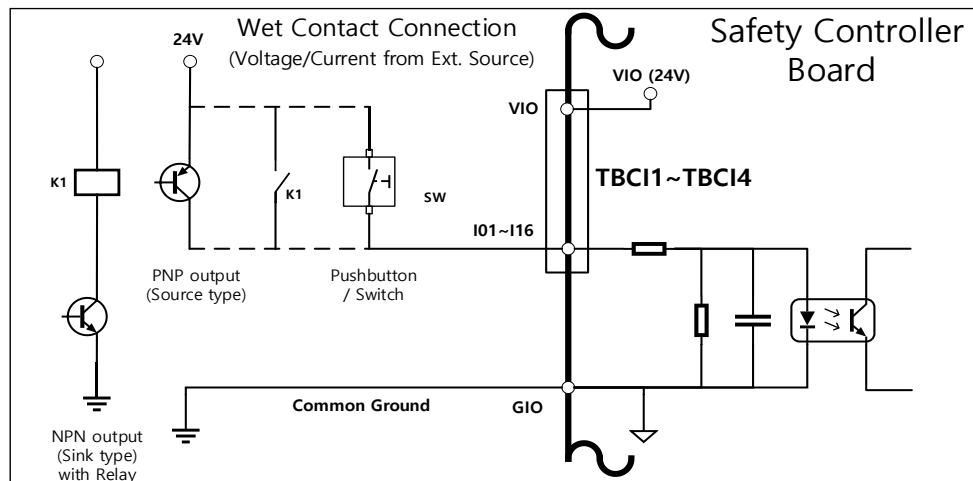 Wet Contact Connection
(Voltage/Current from Ext. Source)
Safety Controller
Board
24V
VIO (24V)
VIO
TBCI1~TBCI4
K1
K1
SW
I01~I16
PNP output
(Source type)
Pushbutton
/ Switch
Common Ground
GIO
NPN output
(Sink type)
with Relay